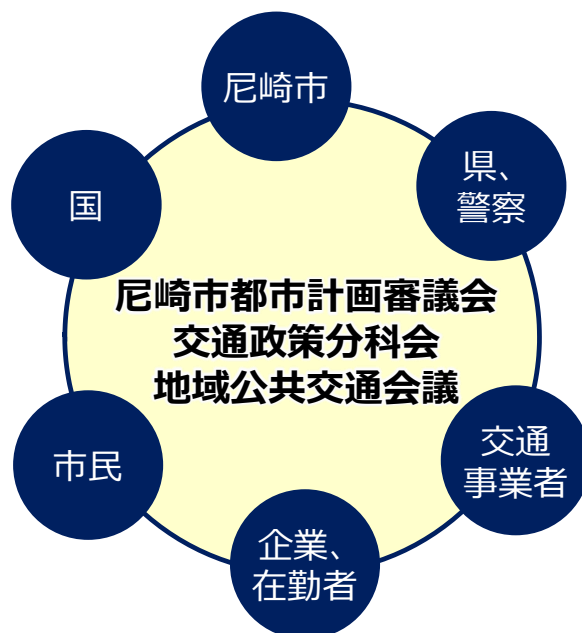 尼崎市
県、
警察
国
尼崎市都市計画審議会
交通政策分科会
地域公共交通会議
交通
事業者
市民
企業、
在勤者